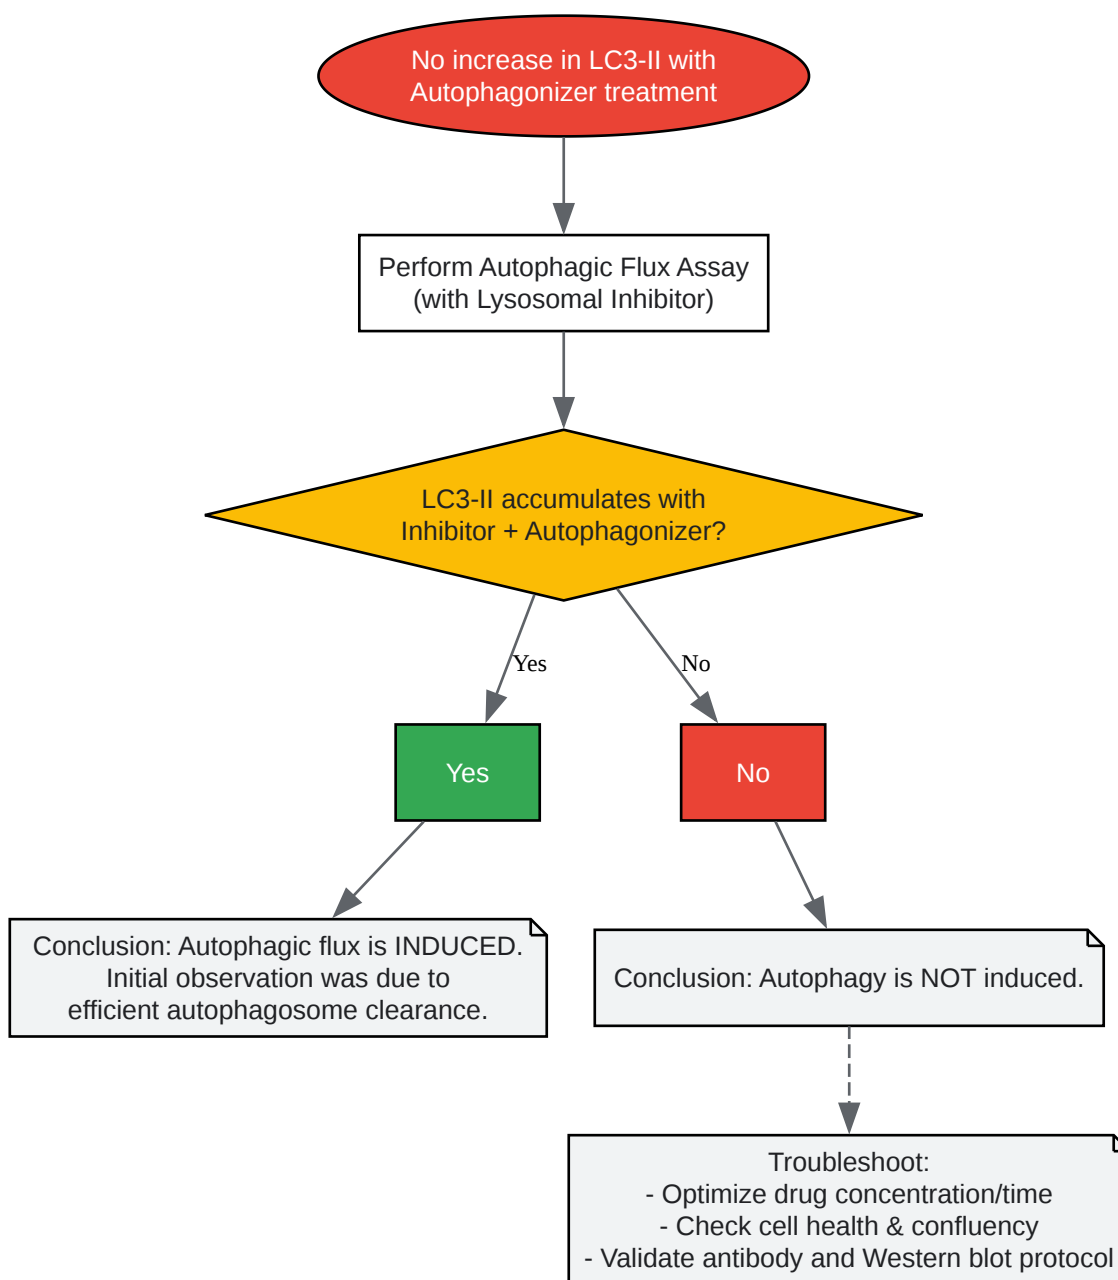 No increase in LC3-II with
Autophagonizer treatment
Perform Autophagic Flux Assay
(with Lysosomal Inhibitor)
LC3-II accumulates with
Inhibitor + Autophagonizer?
Yes
No
Yes
No
Conclusion: Autophagic flux is INDUCED.
Initial observation was due to
efficient autophagosome clearance.
Conclusion: Autophagy is NOT induced.
Troubleshoot:
- Optimize drug concentration/time
- Check cell health & confluency
- Validate antibody and Western blot protocol